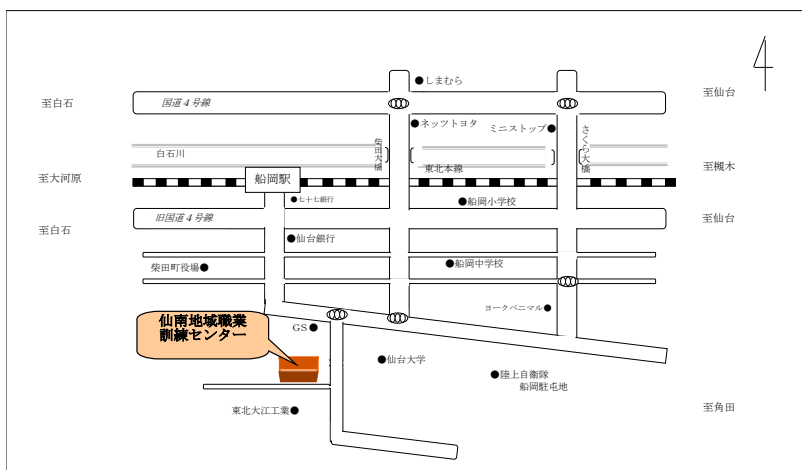 しまむら
至仙台
至白石
国道４号線
ネッツトヨタ
ミニストップ
柴田大橋
さくら大橋
白石川
東北本線
至槻木
至大河原
船岡駅
七十七銀行
船岡小学校
旧国道４号線
至仙台
至白石
仙台銀行
柴田町役場
船岡中学校
ヨークベニマル
仙南地域職業
訓練センター
GS
仙台大学
陸上自衛隊
船岡駐屯地
東北大江工業
至角田